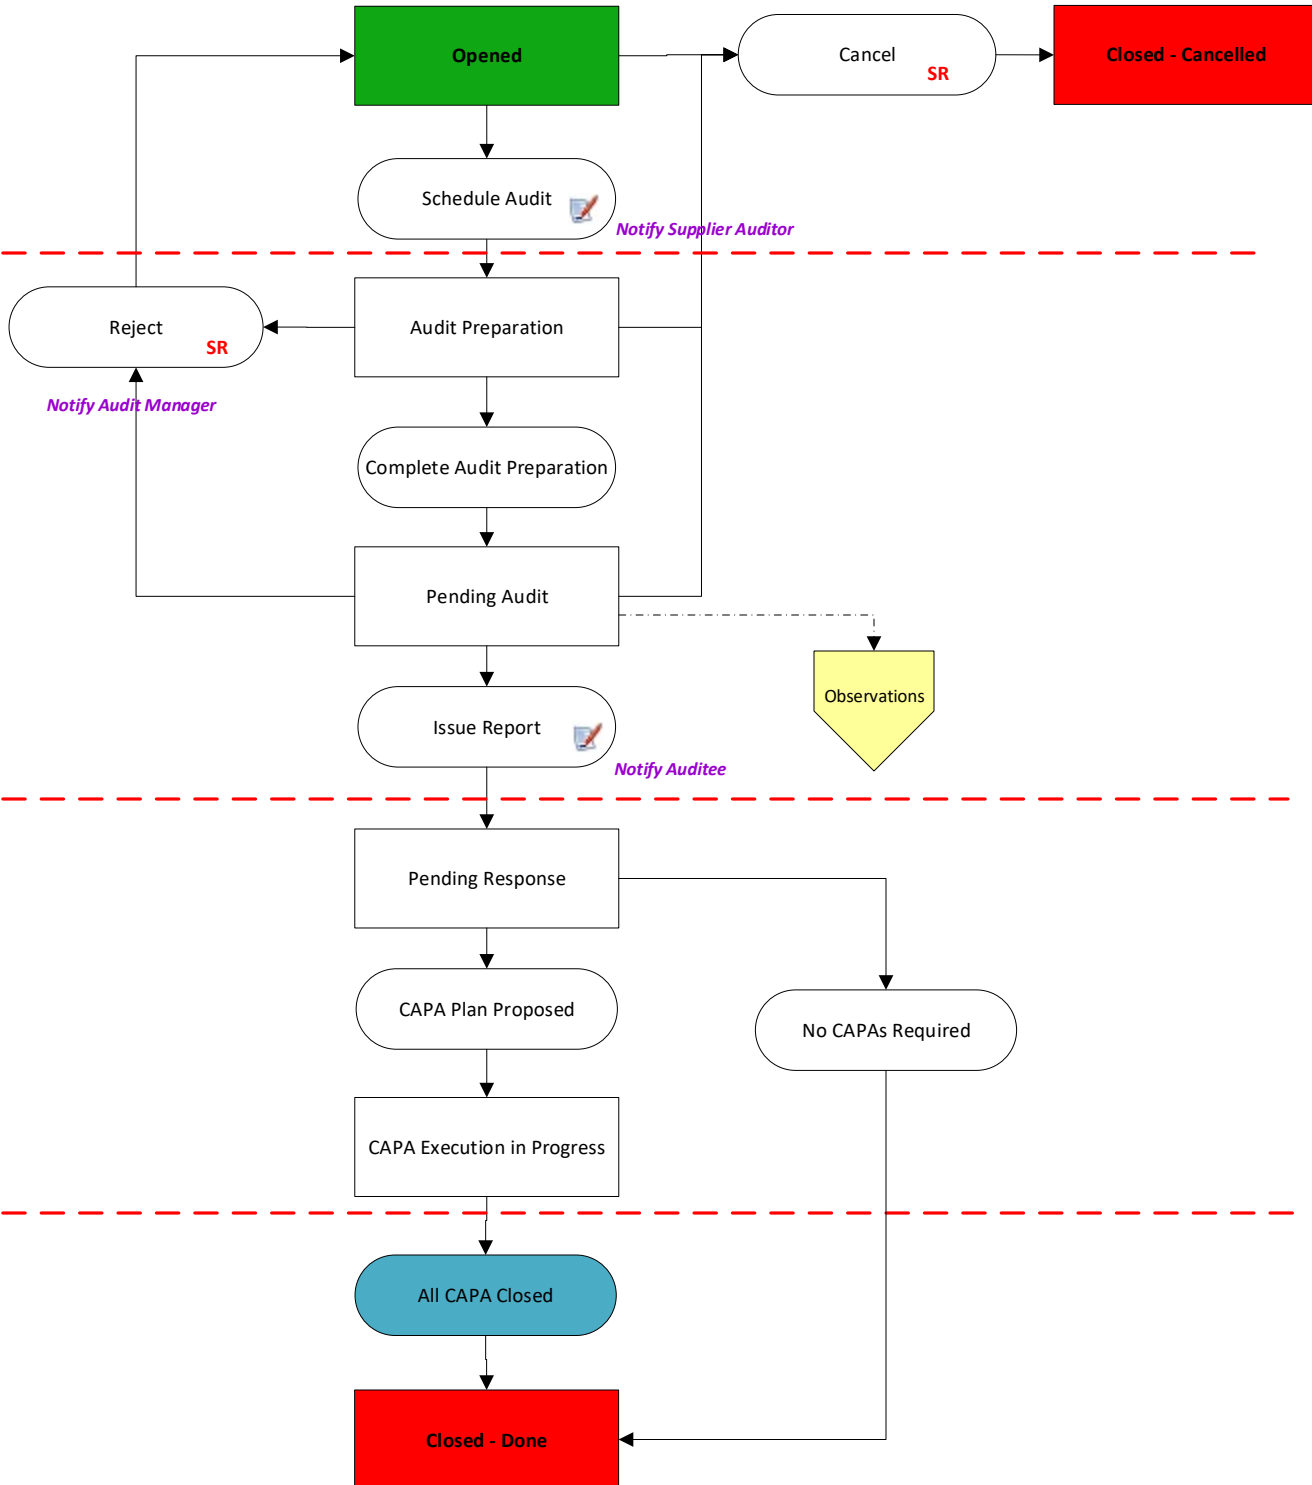 Opened
Cancel
SR
Closed - Cancelled
Schedule Audit
Notify Supplier Auditor
Reject
SR
Audit Preparation
Notify Audit Manager
Complete Audit Preparation
Pending Audit
Observations
Issue Report
Notify Auditee
Pending Response
CAPA Plan Proposed
No CAPAs Required
CAPA Execution in Progress
All CAPA Closed
Closed - Done